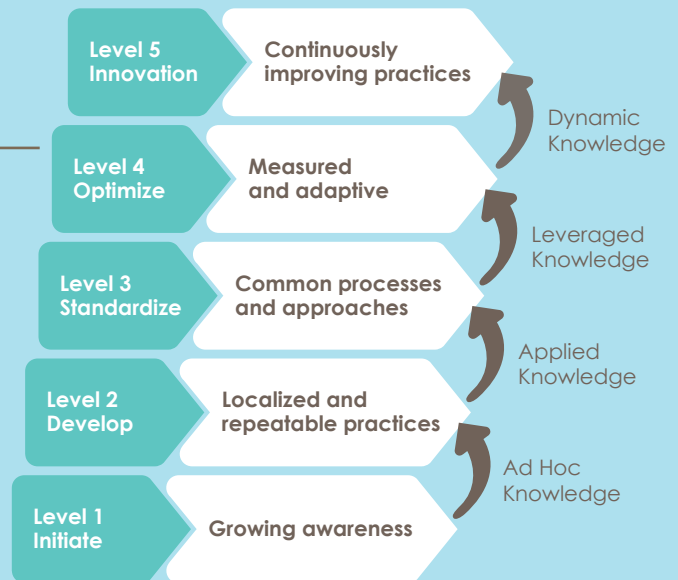 Level 5
Innovation
Continuously
improving practices
Dynamic
Knowledge
Level 4
Optimize
Measured
and adaptive
Leveraged
Knowledge
Level 3
Standardize
Common processes
and approaches
Applied
Knowledge
Level 2
Develop
Localized and
repeatable practices
Ad Hoc
Knowledge
Level 1
Initiate
Growing awareness